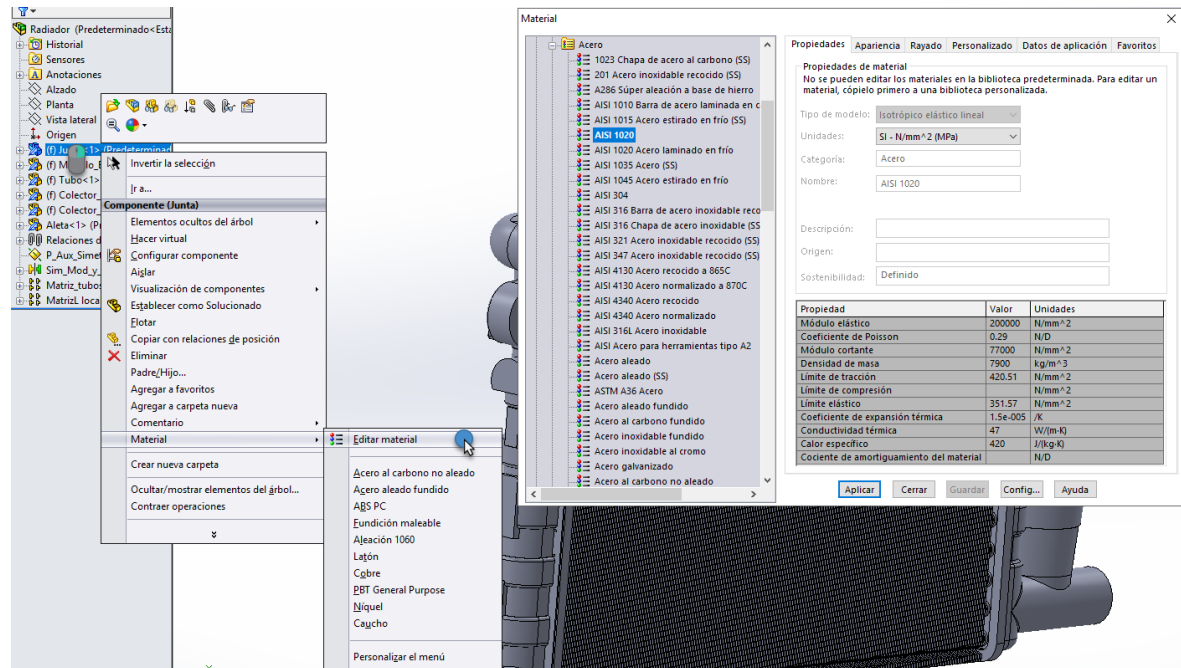 Radiador (Predeterminado<Esta
Historial
Sensores
Anotaciones
Alzado
Planta
Vista lateral
Origen
(f) Ju <1> (Predeterminad
(f) M lo_E
(f) Tubo<1>
(f) Colector_
(f) Colector_
Aleta<1> (Pr
Relaciones d
P_Aux_Simet
Sim_Mod_y_
Matriz_tubos
MatrizL loca
Invertir la selección
Ir a...
Componente (Junta)
Elementos ocultos del árbol
Hacer virtual
Configurar componente
Aislar
Visualización de componentes
Establecer como Solucionado
Flotar
Copiar con relaciones de posición
Eliminar
Padre/Hijo...
Agregar a favoritos
Agregar a carpeta nueva
Comentario
Material
Crear nueva carpeta
Ocultar/mostrar elementos del árbol...
Contraer operaciones
Editar material
Acero al carbono no aleado
Acero aleado fundido
ABS PC
Fundición maleable
Aleación 1060
Latón
Cobre
PBT General Purpose
Níquel
Caucho
Personalizar el menú
Material
Acero
1023 Chapa de acero al carbono (SS)
201 Acero inoxidable recocido (SS)
A286 Súper aleación a base de hierro
AISI 1010 Barra de acero laminada en c
AISI 1015 Acero estirado en frío (SS)
AISI 1020
AISI 1020 Acero laminado en frío
AISI 1035 Acero (SS)
AISI 1045 Acero estirado en frío
AISI 304
AISI 316 Barra de acero inoxidable reco
AISI 316 Chapa de acero inoxidable (SS
AISI 321 Acero inoxidable recocido (SS)
AISI 347 Acero inoxidable recocido (SS)
AISI 4130 Acero recocido a 865C
AISI 4130 Acero normalizado a 870C
AISI 4340 Acero recocido
AISI 4340 Acero normalizado
AISI 316L Acero inoxidable
AISI Acero para herramientas tipo A2
Acero aleado
Acero aleado (SS)
ASTM A36 Acero
Acero aleado fundido
Acero al carbono fundido
Acero inoxidable fundido
Acero inoxidable al cromo
Acero galvanizado
Acero al carbono no aleado
Propiedades Apariencia Rayado Personalizado Datos de aplicación Favoritos
Propiedades de material
No se pueden editar los materiales en la biblioteca predeterminada. Para editar un
material, cópielo primero a una biblioteca personalizada.
Tipo de modelo: Isotrópico elástico lineal
Unidades: SI - N/mm^2 (MPa)
Categoría: Acero
Nombre: AISI 1020
Descripción:
Origen:
Sostenibilidad: Definido
Propiedad Valor Unidades
Módulo elástico 200000 N/mm^2
Coeficiente de Poisson 0.29 N/D
Módulo cortante 77000 N/mm^2
Densidad de masa 7900 kg/m^3
Límite de tracción 420.51 N/mm^2
Límite de compresión N/mm^2
Límite elástico 351.57 N/mm^2
Coeficiente de expansión térmica 1.5e-005 /K
Conductividad térmica 47 W/(m·K)
Calor específico 420 J/(kg·K)
Cociente de amortiguamiento del material N/D
Aplicar Cerrar Guardar Config... Ayuda